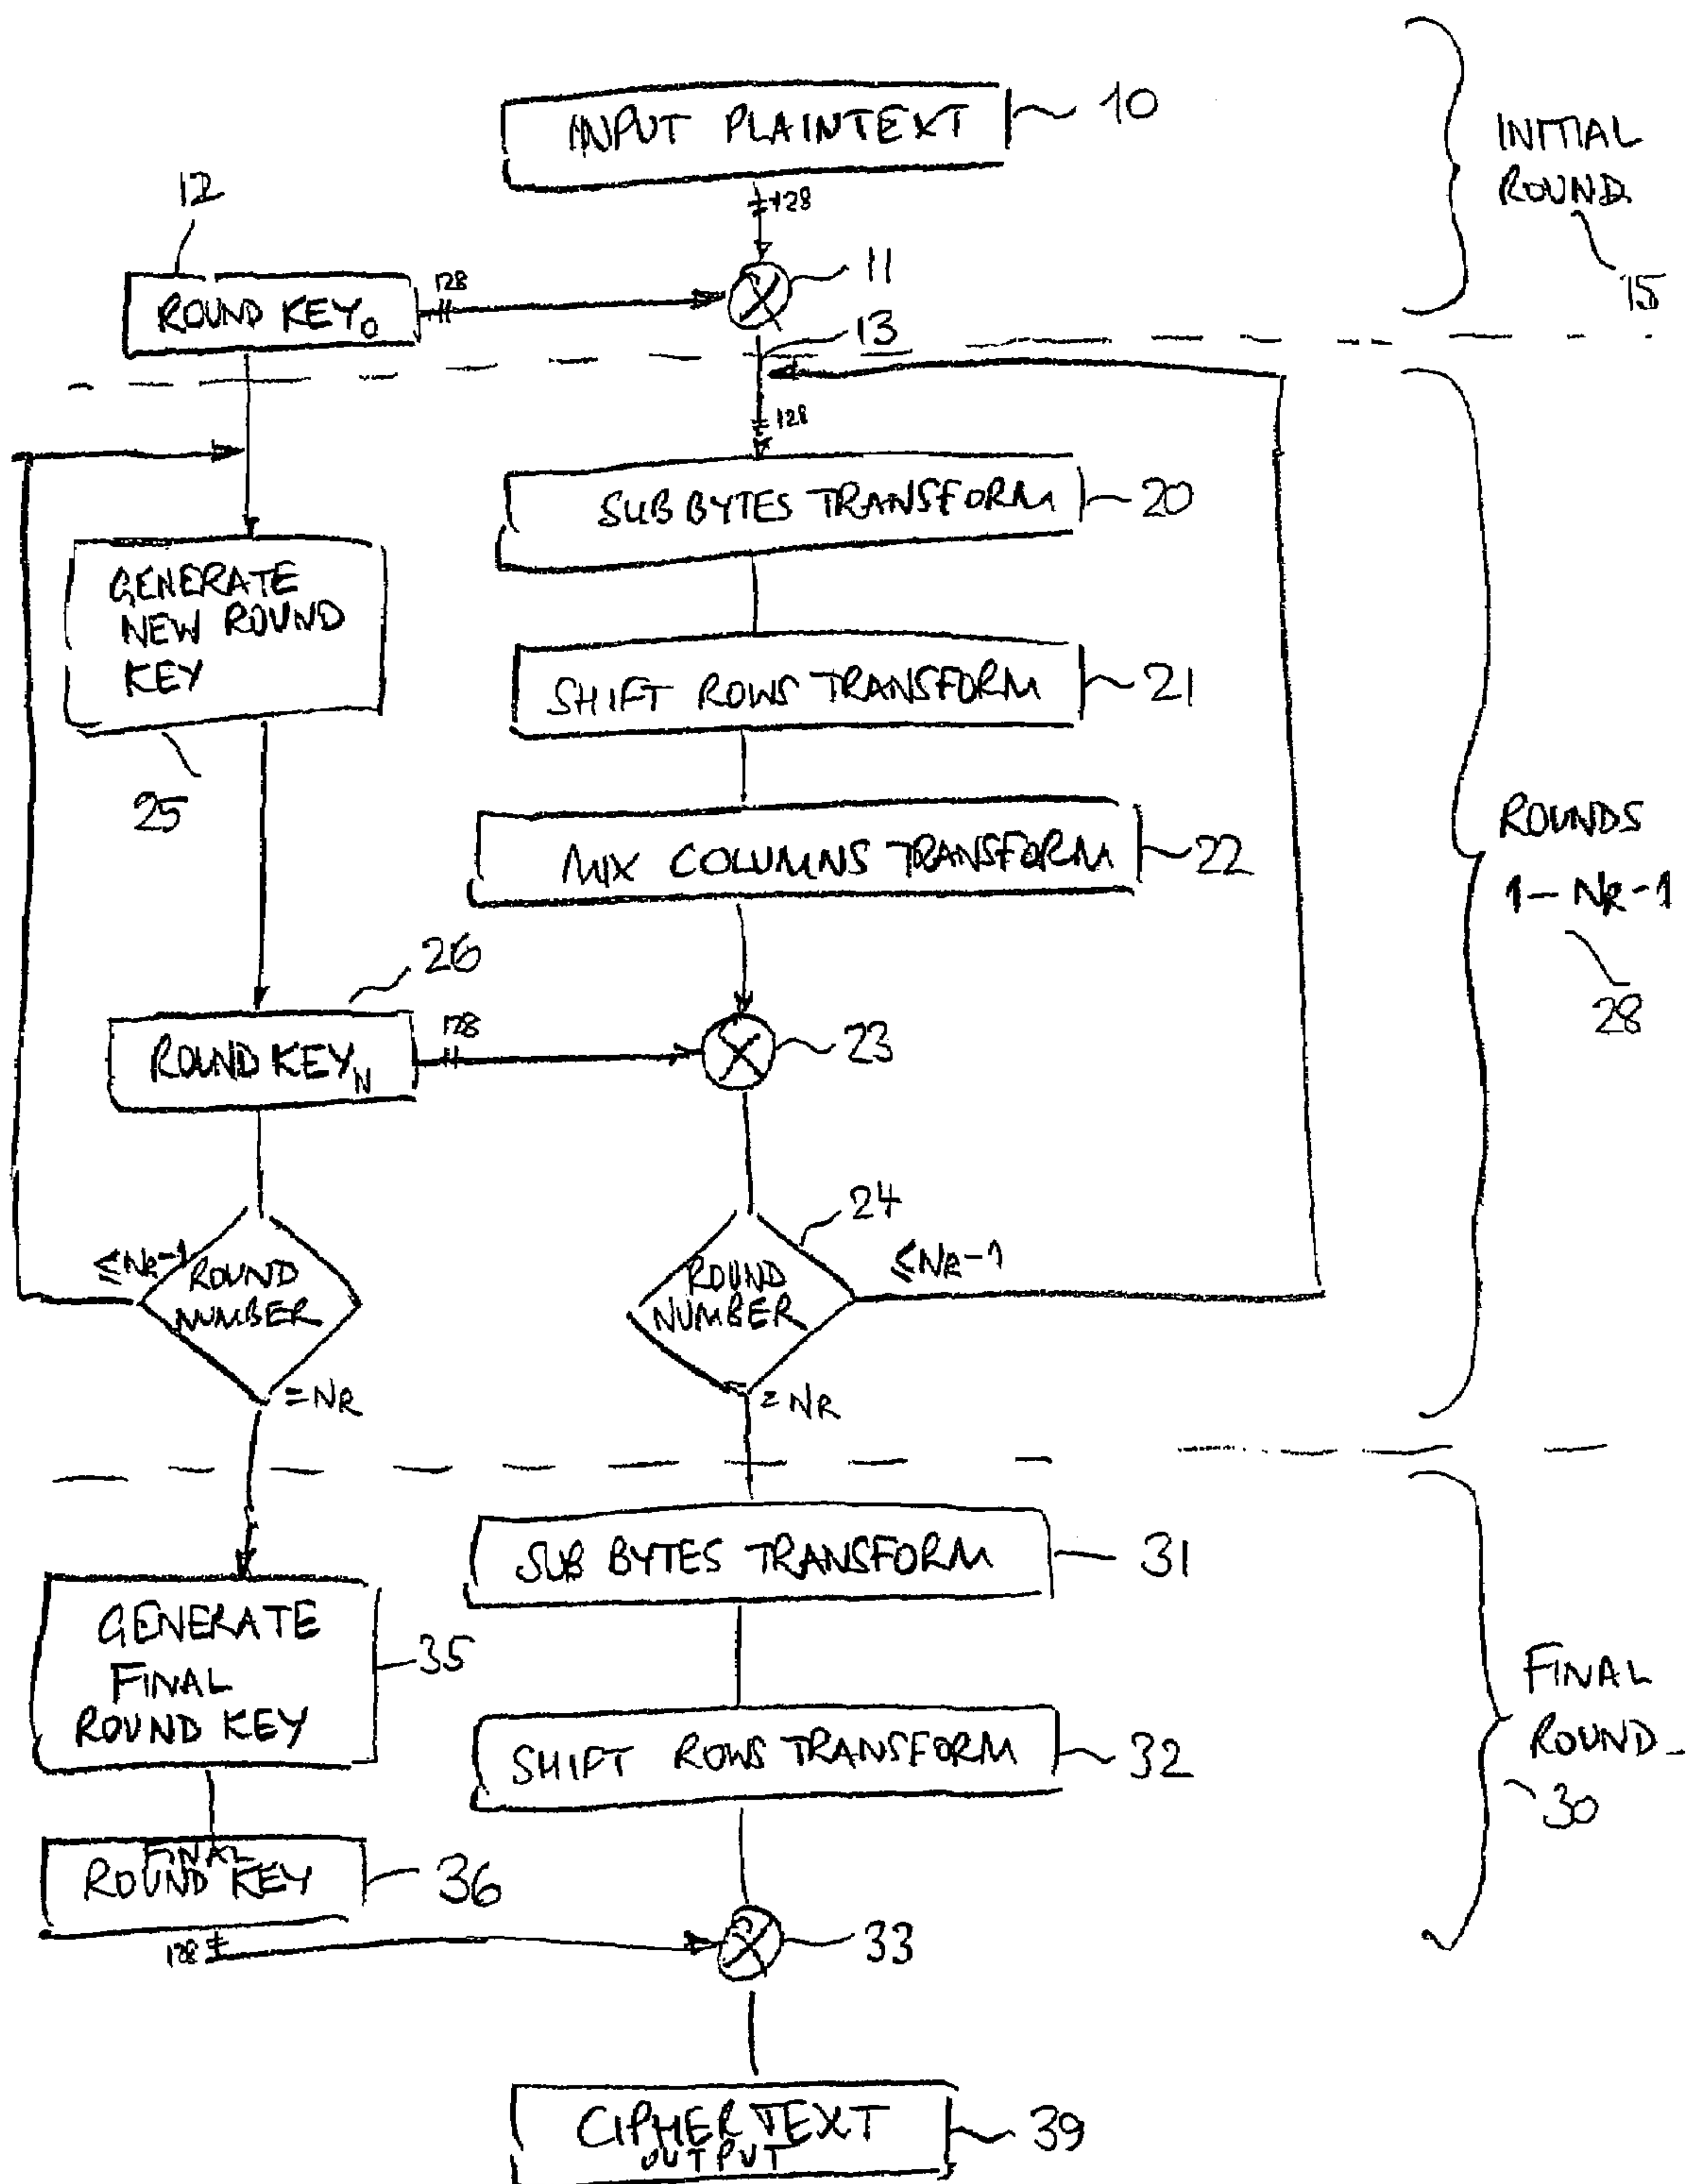 INPUT PLAINTEXT
10
INITIAL
ROUND
15
128
12
11
ROUND KEY0
128
13
128
SUB BYTES TRANSFORM
20
GENERATE
NEW ROUND
KEY
25
SHIFT ROWS TRANSFORM
21
MIX COLUMNS TRANSFORM
22
ROUNDS
1-NR-1
28
26
ROUND KEYN
128
23
24
≤NR-1
ROUND
NUMBER
=NR
ROUND
NUMBER
≤NR-1
=NR
SUB BYTES TRANSFORM
31
GENERATE
FINAL
ROUND KEY
35
SHIFT ROWS TRANSFORM
32
FINAL
ROUND
30
FINAL
ROUND KEY
36
128
33
CIPHER TEXT
OUTPUT
39